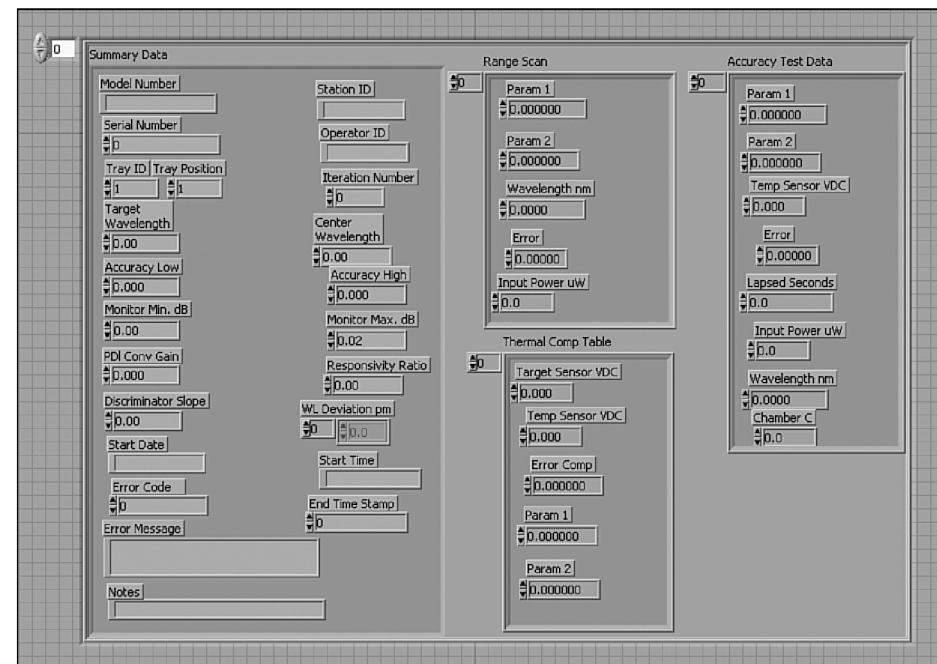 0
Summary Data
Model Number
Serial Number
0
Tray ID Tray Position
1 1
Target
Wavelength
0.00
Accuracy Low
0.000
Monitor Min. dB
0.00
PDI Conv Gain
0.000
Discriminator Slope
0.00
Start Date
Error Code
0
Error Message
Notes
Station ID
Operator ID
Iteration Number
0
Center
Wavelength
0.00
Accuracy High
0.000
Monitor Max. dB
0.02
Responsivity Ratio
0.00
WL Deviation pm
0 0.0
Start Time
End Time Stamp
0
Range Scan
0
Param 1
0.000000
Param 2
0.000000
Wavelength nm
0.0000
Error
0.00000
Input Power uW
0.0
Thermal Comp Table
0
Target Sensor VDC
0.000
Temp Sensor VDC
0.000
Error Comp
0.000000
Param 1
0.000000
Param 2
0.000000
Accuracy Test Data
0
Param 1
0.000000
Param 2
0.000000
Temp Sensor VDC
0.000
Error
0.00000
Lapsed Seconds
0.0
Input Power uW
0.0
Wavelength nm
0.0000
Chamber C
0.0